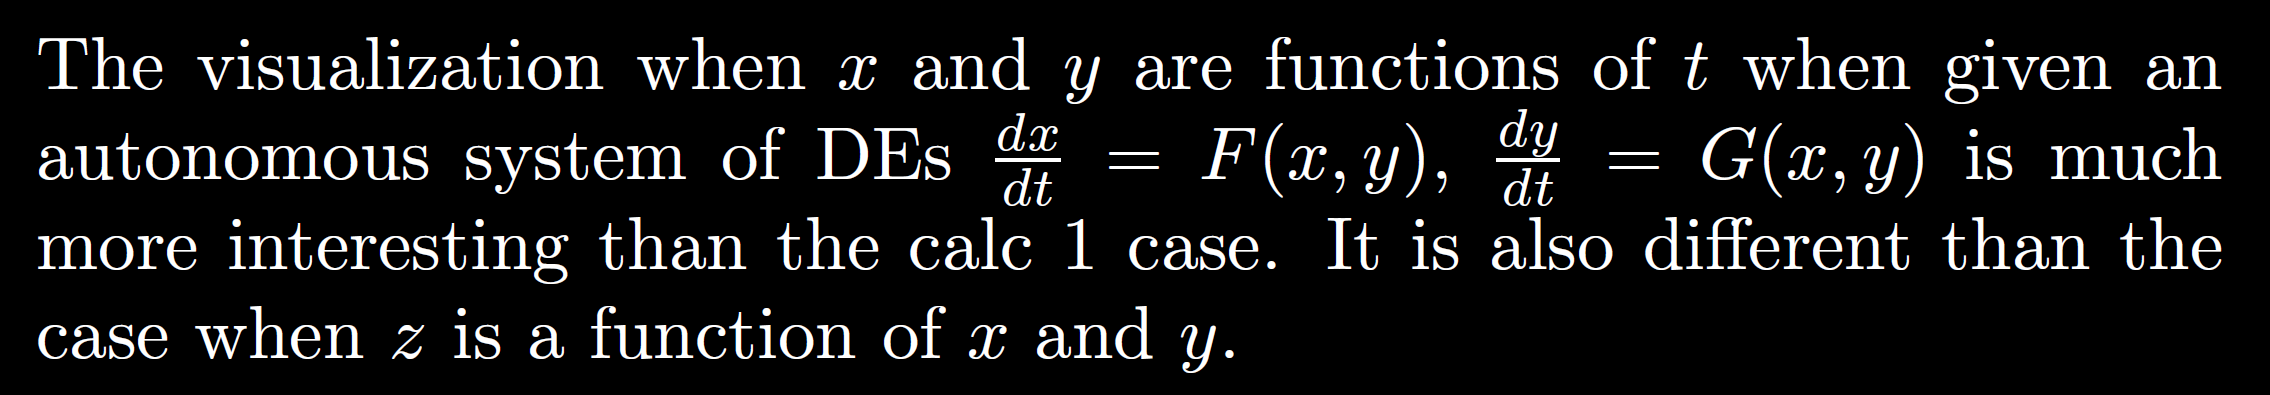 The visualization when x and y are functions of t when given an
autonomous system of DEs dx/dt = F(x, y), dy/dt = G(x, y) is much
more interesting than the calc 1 case. It is also different than the
case when z is a function of x and y.